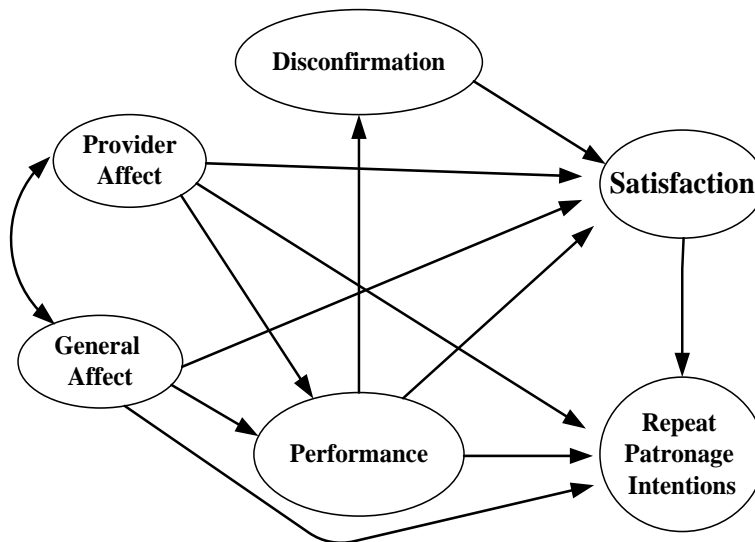 Disconfirmation
Provider
Affect
Satisfaction
General
Affect
Performance
Repeat
Patronage
Intentions